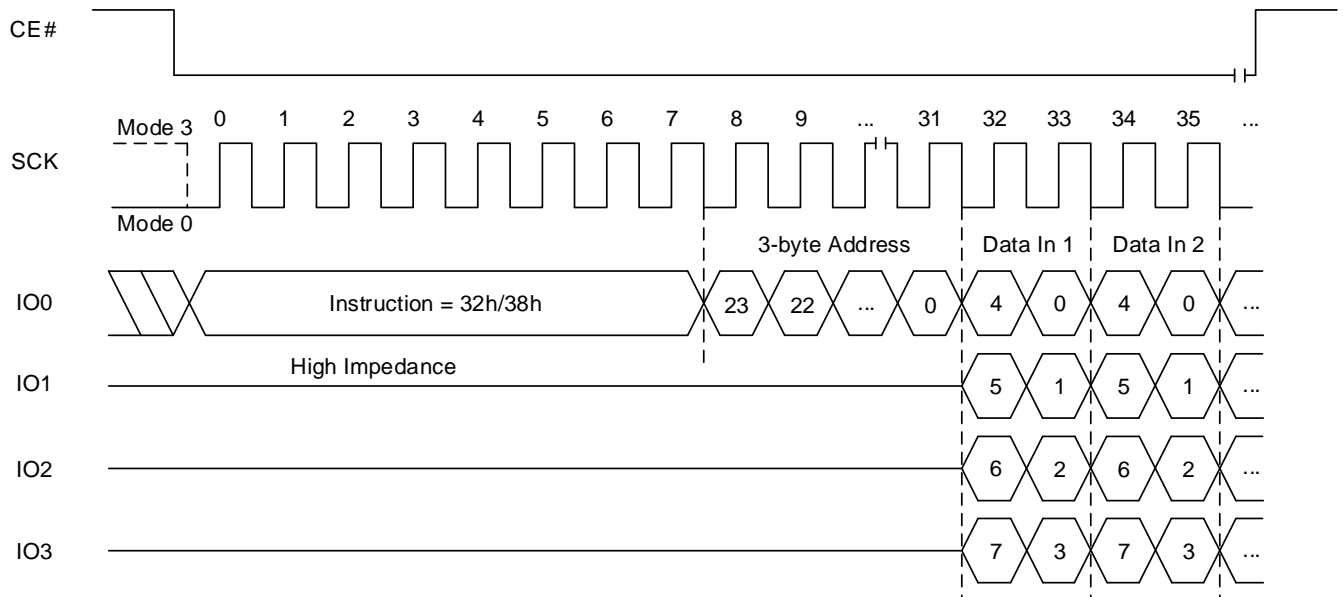 CE#
Mode 3 0 1 2 3 4 5 6 7 8 9 ... 31 32 33 34 35 ...
SCK
Mode 0
3-byte Address Data In 1 Data In 2
IO0 Instruction = 32h/38h 23 22 ... 0 4 0 4 0 ...
High Impedance
IO1 5 1 5 1 ...
IO2 6 2 6 2 ...
IO3 7 3 7 3 ...